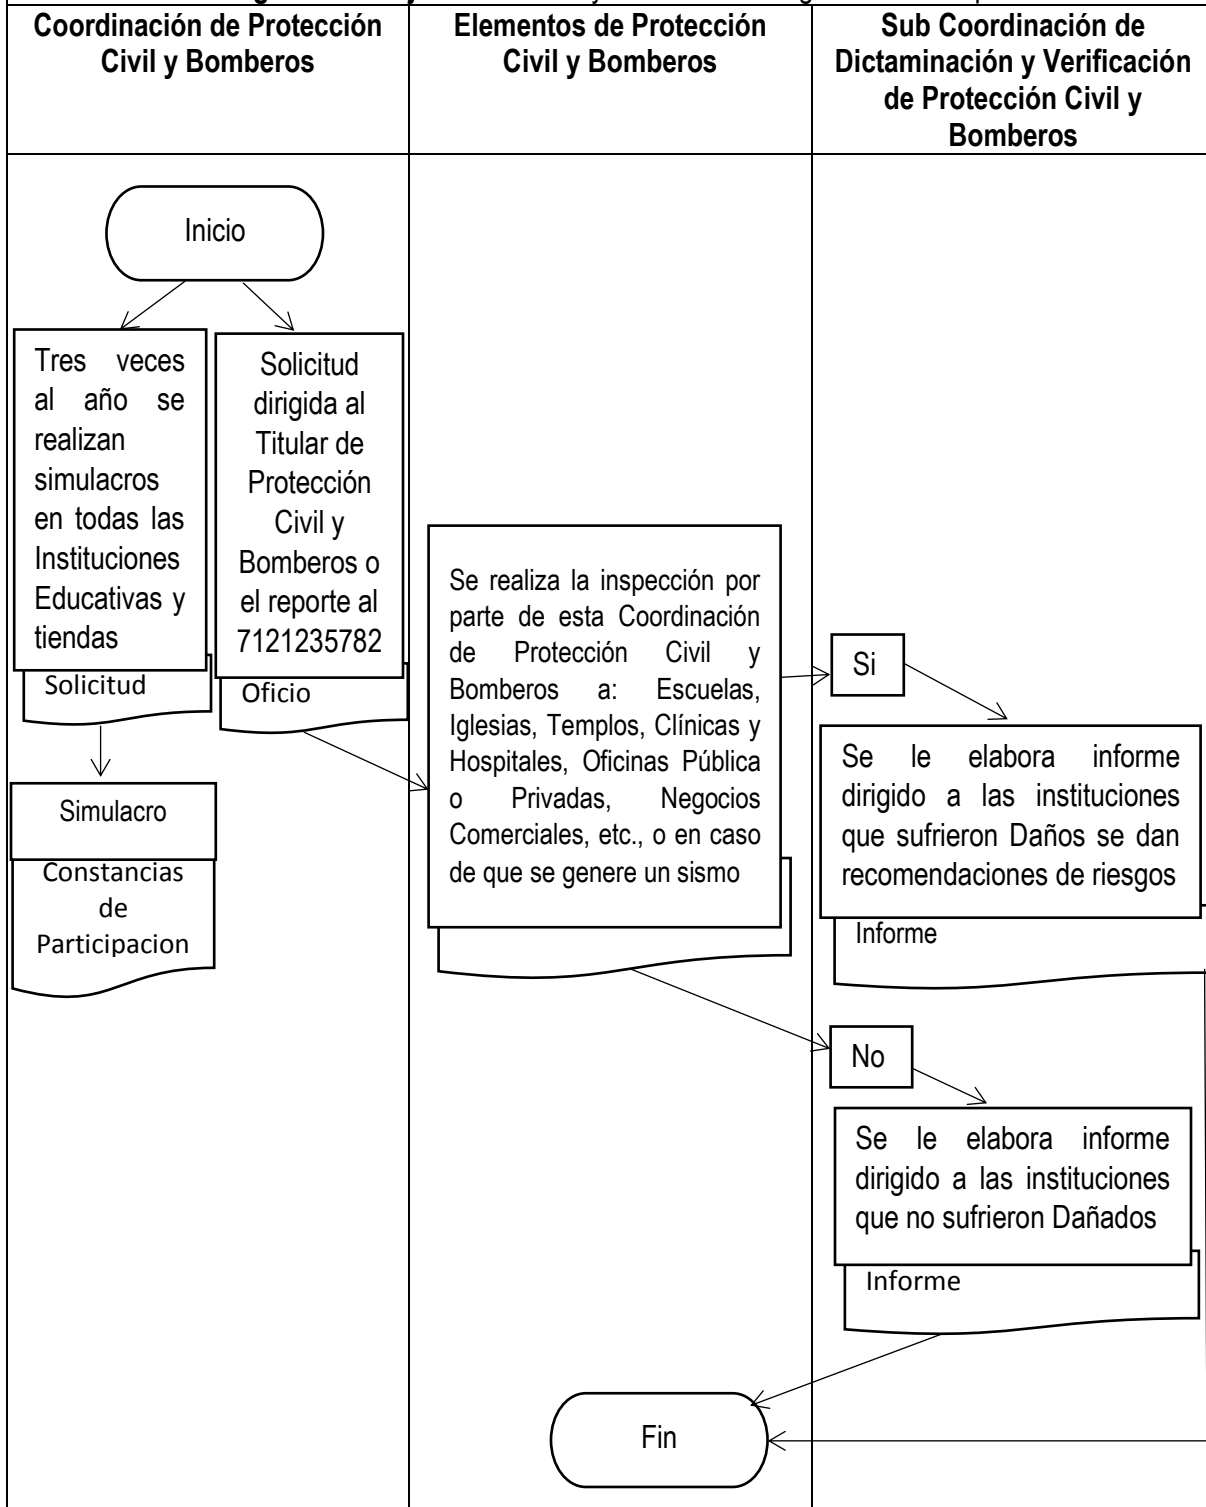 Coordinación de Protección
Civil y Bomberos
Elementos de Protección
Civil y Bomberos
Sub Coordinación de
Dictaminación y Verificación
de Protección Civil y
Bomberos
Inicio
Tres veces
al año se
realizan
simulacros
en todas las
Instituciones
Educativas y
tiendas
Solicitud
Solicitud
dirigida al
Titular de
Protección
Civil y
Bomberos o
el reporte al
7121235782
Oficio
Simulacro
Constancias
de
Participacion
Se realiza la inspección por
parte de esta Coordinación
de Protección Civil y
Bomberos a: Escuelas,
Iglesias, Templos, Clínicas y
Hospitales, Oficinas Pública
o Privadas, Negocios
Comerciales, etc., o en caso
de que se genere un sismo
Si
Se le elabora informe
dirigido a las instituciones
que sufrieron Daños se dan
recomendaciones de riesgos
Informe
No
Se le elabora informe
dirigido a las instituciones
que no sufrieron Dañados
Informe
Fin